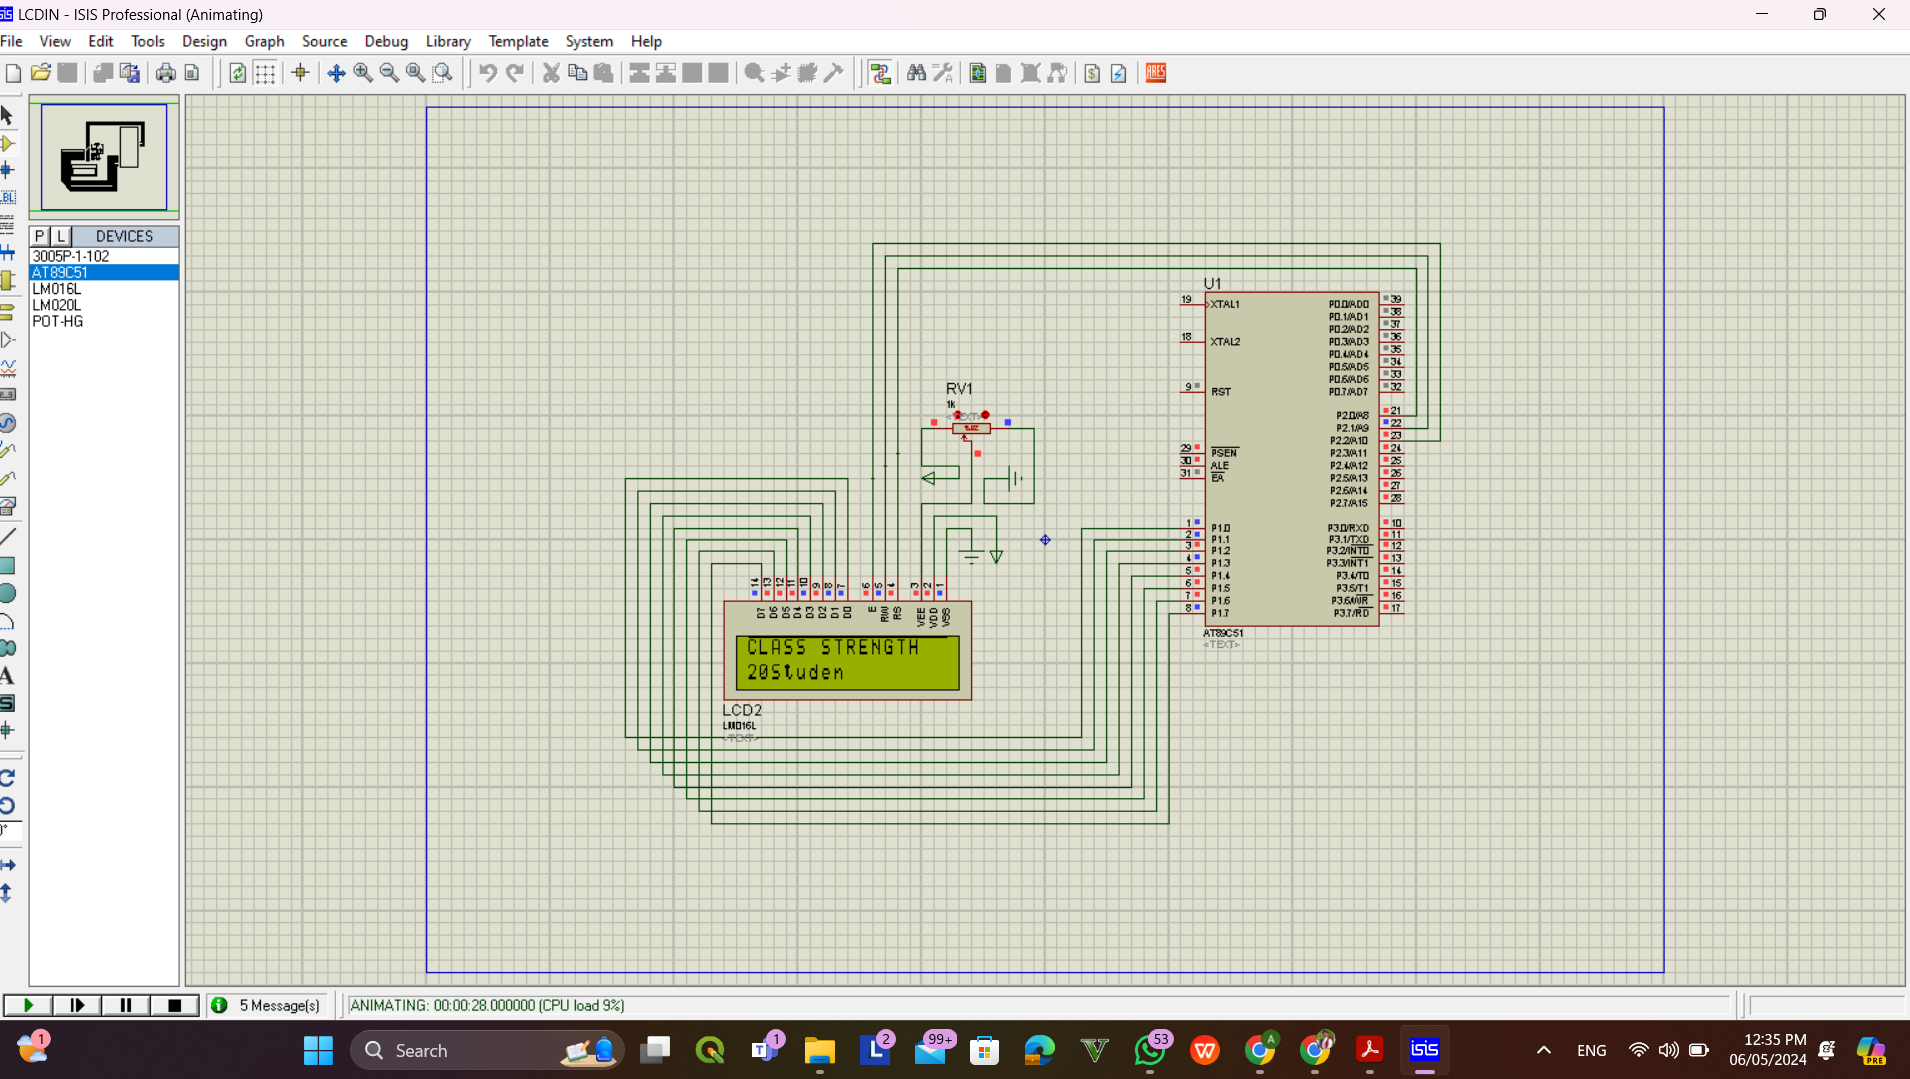 LCDIN - ISIS Professional (Animating)
File View Edit Tools Design Graph Source Debug Library Template System Help
P L DEVICES
3005P-1-102
AT89C51
LM016L
LM020L
POT-HG
LBL
ARES
RV1
1k
<TEXT>
U1
19 XTAL1
18 XTAL2
9 RST
29 PSEN
30 ALE
31 EA
1 P1.0
2 P1.1
3 P1.2
4 P1.3
5 P1.4
6 P1.5
7 P1.6
8 P1.7
P0.0/AD0 39
P0.1/AD1 38
P0.2/AD2 37
P0.3/AD3 36
P0.4/AD4 35
P0.5/AD5 34
P0.6/AD6 33
P0.7/AD7 32
P2.0/A8 21
P2.1/A9 22
P2.2/A10 23
P2.3/A11 24
P2.4/A12 25
P2.5/A13 26
P2.6/A14 27
P2.7/A15 28
P3.0/RXD 10
P3.1/TXD 11
P3.2/INT0 12
P3.3/INT1 13
P3.4/T0 14
P3.5/T1 15
P3.6/WR 16
P3.7/RD 17
AT89C51
<TEXT>
14 13 12 11 10 9 8 7 6 5 4 3 2 1
D7 D6 D5 D4 D3 D2 D1 D0 E RW RS VEE VDD VSS
CLASS STRENGTH
20Studen
LCD2
LM016L
<TEXT>
5 Message(s) ANIMATING: 00:00:28.000000 (CPU load 9%)
1 Search 1 L 2 99+ V 53 W A isis ENG 12:35 PM
06/05/2024
PRE